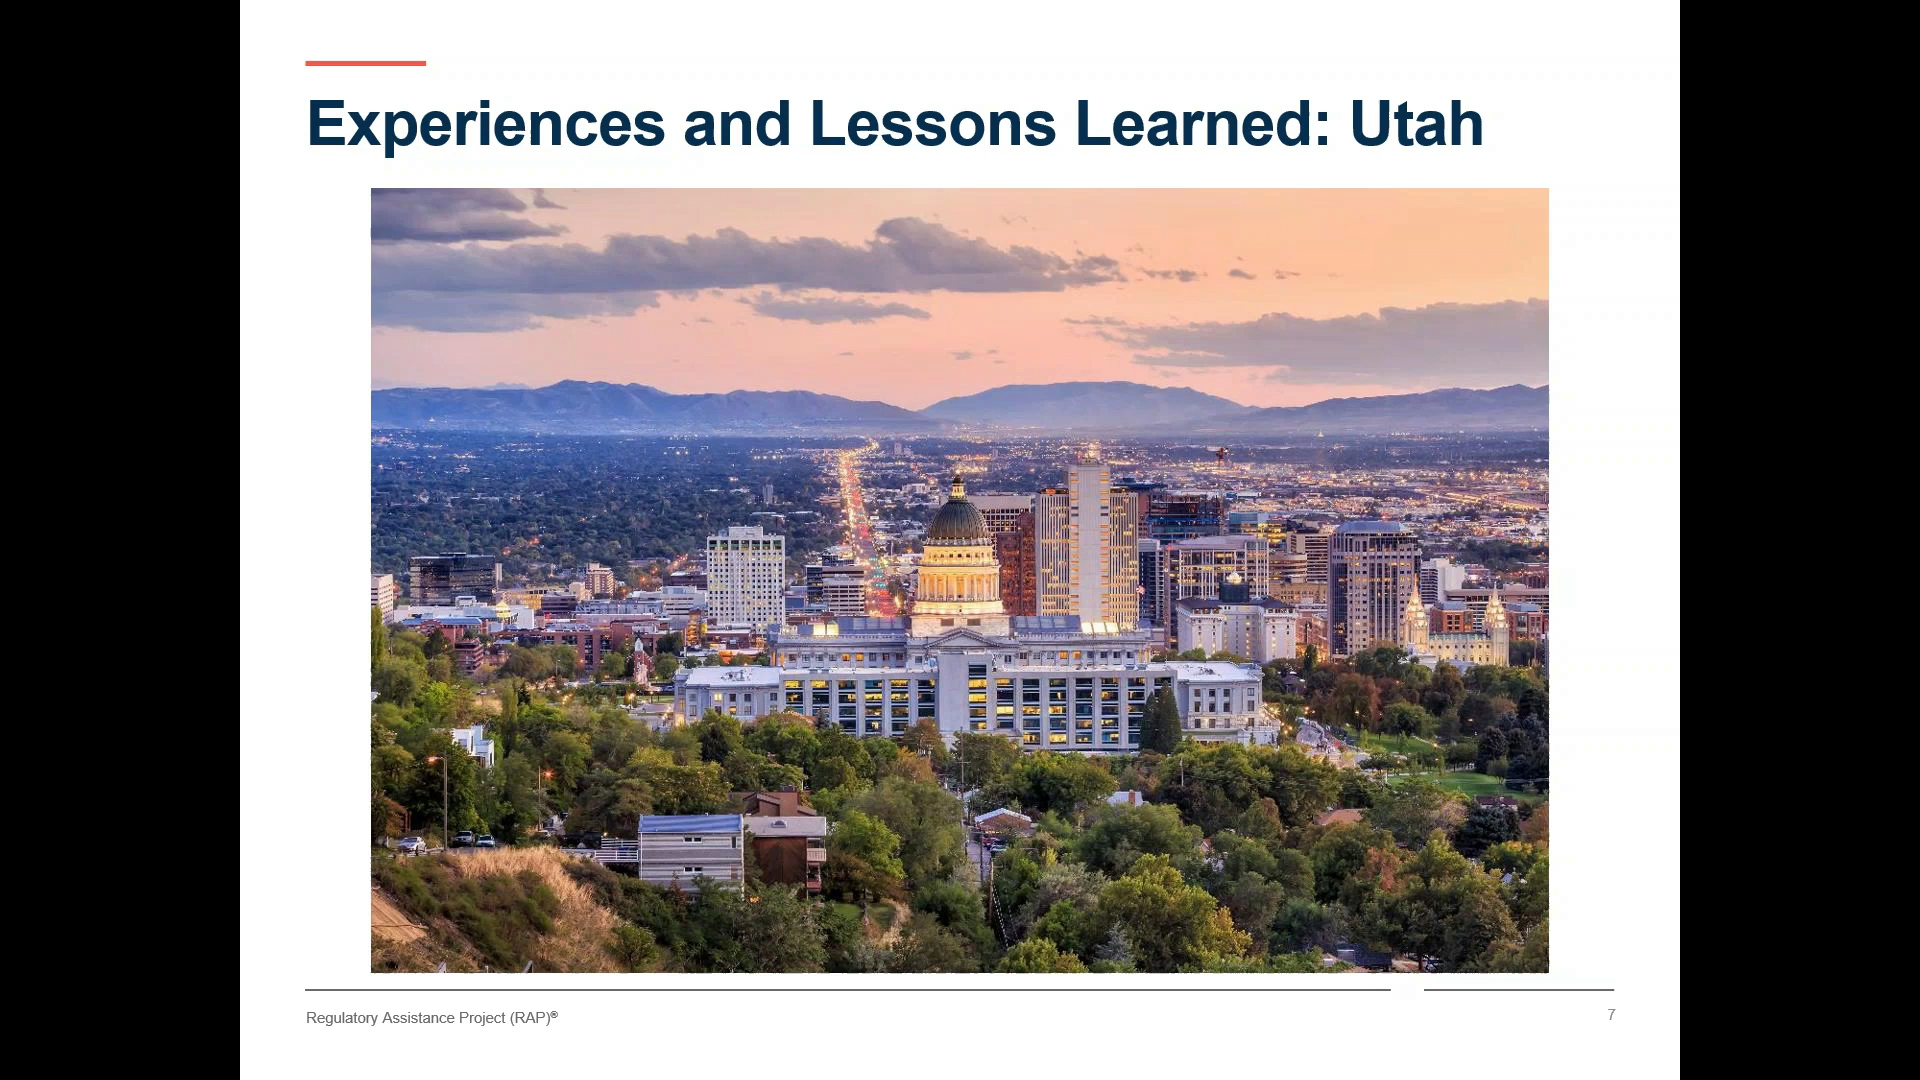 Experiences and Lessons Learned: Utah
Regulatory Assistance Project (RAP)®
7